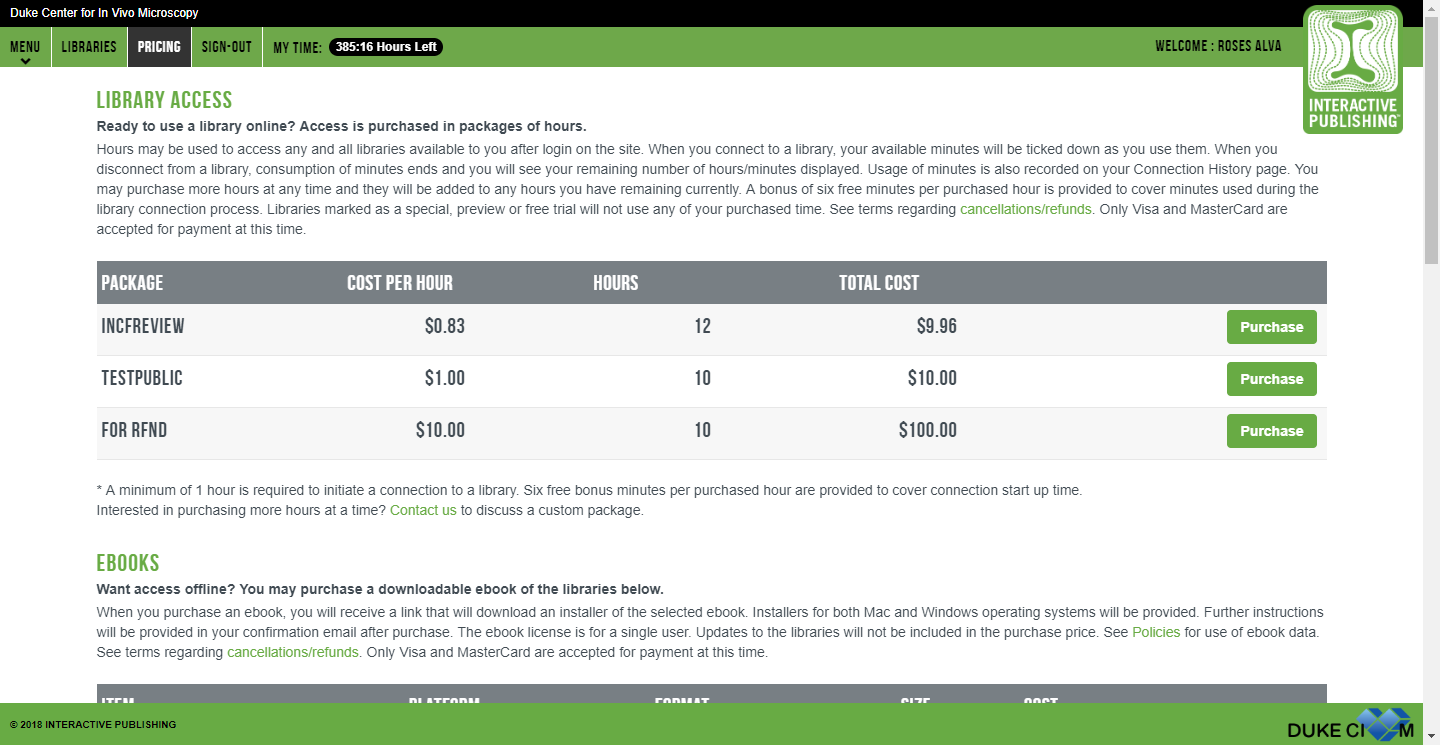 Duke Center for In Vivo Microscopy
MENU LIBRARIES PRICING SIGN-OUT MY TIME: 385:16 Hours Left WELCOME : ROSES ALVA
INTERACTIVE
PUBLISHING
LIBRARY ACCESS
Ready to use a library online? Access is purchased in packages of hours.
Hours may be used to access any and all libraries available to you after login on the site. When you connect to a library, your available minutes will be ticked down as you use them. When you
disconnect from a library, consumption of minutes ends and you will see your remaining number of hours/minutes displayed. Usage of minutes is also recorded on your Connection History page. You
may purchase more hours at any time and they will be added to any hours you have remaining currently. A bonus of six free minutes per purchased hour is provided to cover minutes used during the
library connection process. Libraries marked as a special, preview or free trial will not use any of your purchased time. See terms regarding cancellations/refunds. Only Visa and MasterCard are
accepted for payment at this time.
PACKAGE COST PER HOUR HOURS TOTAL COST
INCFREVIEW $0.83 12 $9.96 Purchase
TESTPUBLIC $1.00 10 $10.00 Purchase
FOR RFND $10.00 10 $100.00 Purchase
* A minimum of 1 hour is required to initiate a connection to a library. Six free bonus minutes per purchased hour are provided to cover connection start up time.
Interested in purchasing more hours at a time? Contact us to discuss a custom package.
EBOOKS
Want access offline? You may purchase a downloadable ebook of the libraries below.
When you purchase an ebook, you will receive a link that will download an installer of the selected ebook. Installers for both Mac and Windows operating systems will be provided. Further instructions
will be provided in your confirmation email after purchase. The ebook license is for a single user. Updates to the libraries will not be included in the purchase price. See Policies for use of ebook data.
See terms regarding cancellations/refunds. Only Visa and MasterCard are accepted for payment at this time.
ITEM PLATFORM FORMAT SIZE COST
© 2018 INTERACTIVE PUBLISHING DUKE CIVM